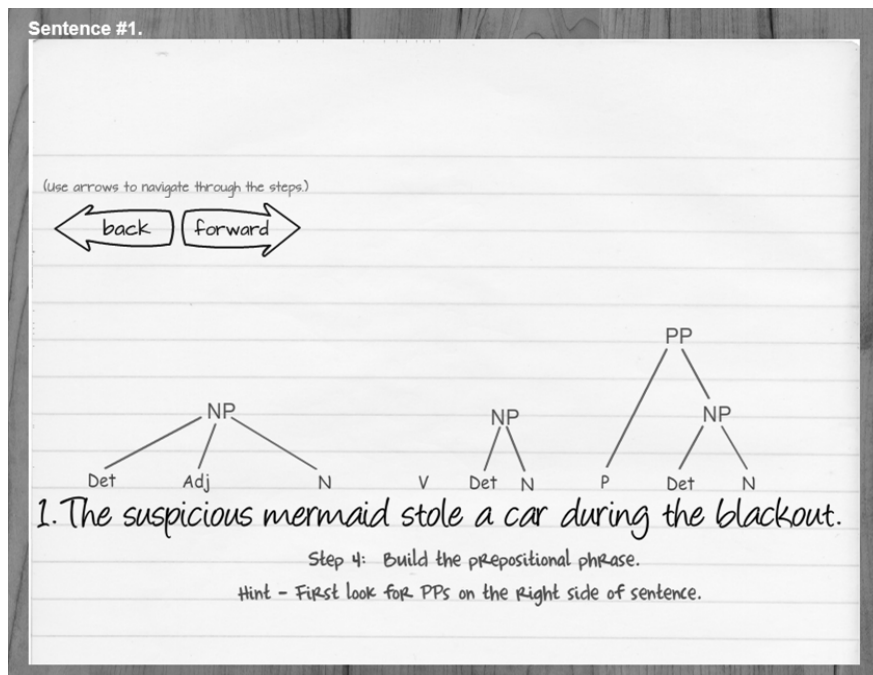 Sentence #1.
(Use arrows to navigate through the steps.)
back forward
PP
NP NP NP
Det Adj N V Det N P Det N
1. The suspicious mermaid stole a car during the blackout.
Step 4: Build the prepositional phrase.
Hint - First look for PPs on the right side of sentence.